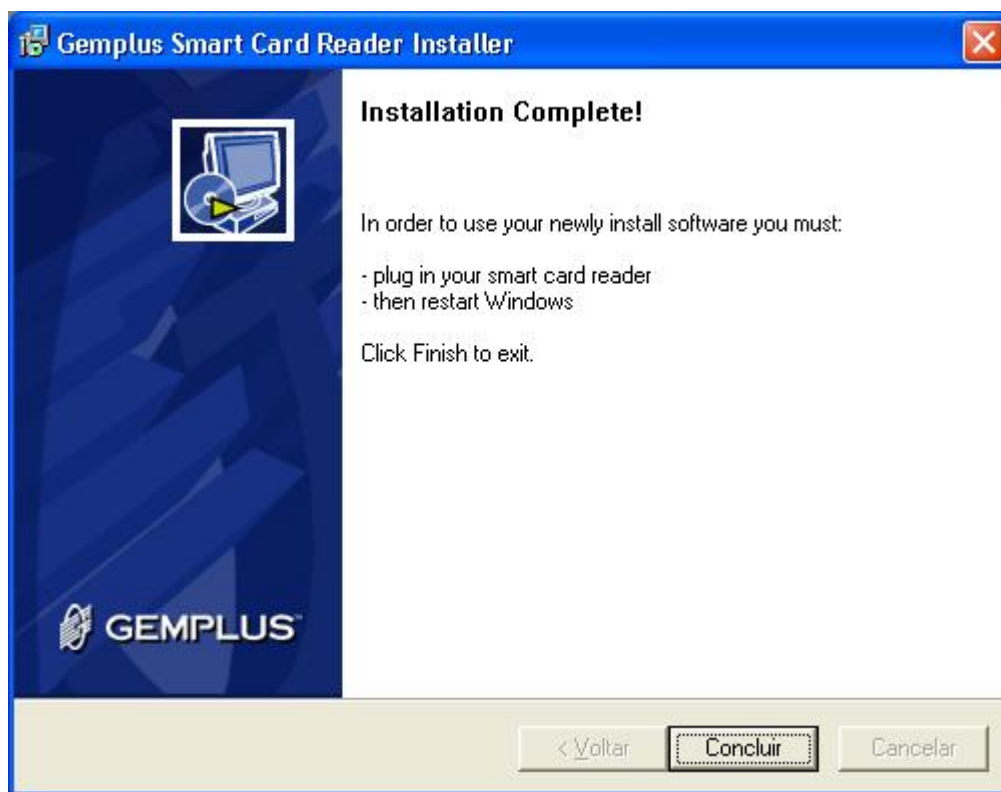 Gemplus Smart Card Reader Installer
Installation Complete!
In order to use your newly install software you must:
- plug in your smart card reader
- then restart Windows
Click Finish to exit.
GEMPLUS™
< Voltar
Concluir
Cancelar